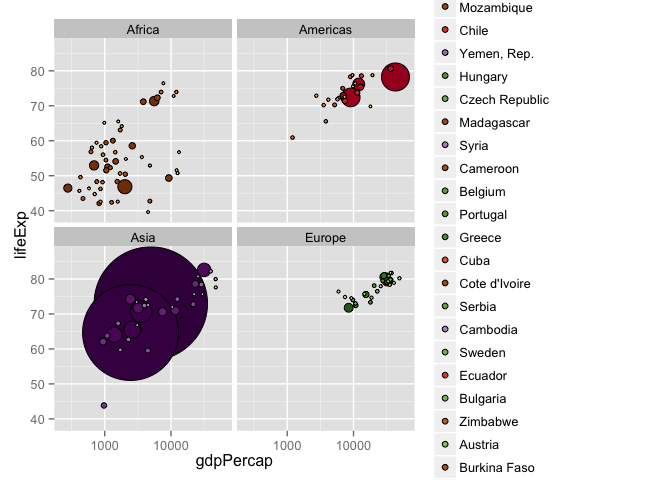 Africa
Americas
80
70
60
50
40
lifeExp
Asia
Europe
80
70
60
50
40
1000
10000
1000
10000
gdpPercap
Mozambique
Chile
Yemen, Rep.
Hungary
Czech Republic
Madagascar
Syria
Cameroon
Belgium
Portugal
Greece
Cuba
Cote d'Ivoire
Serbia
Cambodia
Sweden
Ecuador
Bulgaria
Zimbabwe
Austria
Burkina Faso